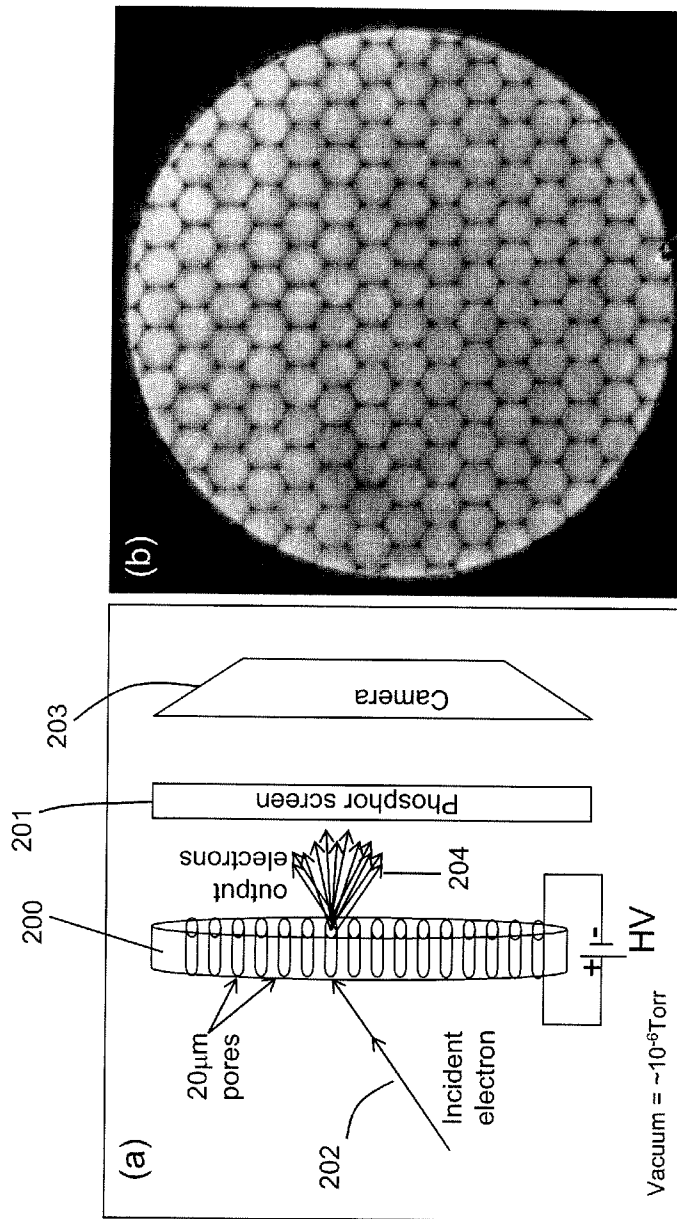 (a)
200
201
203
20μm
pores
output
electrons
Phosphor screen
Camera
Incident
electron
202
204
+ -
HV
Vacuum = ~10⁻⁶Torr
(b)